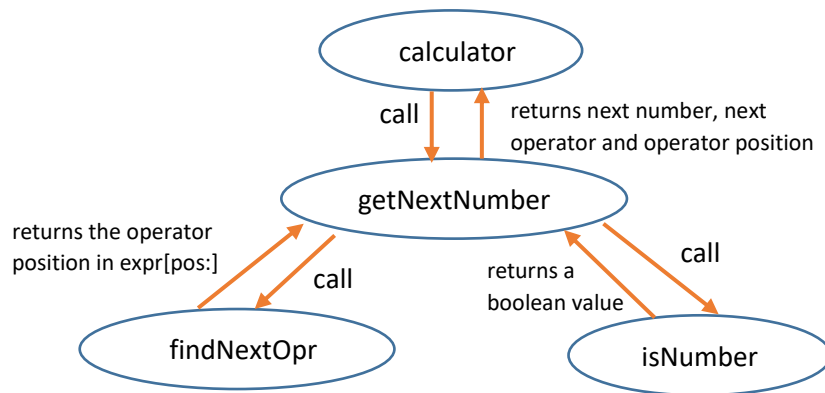 calculator
call
returns next number, next
operator and operator position
getNextNumber
returns the operator
position in expr[pos:]
call
returns a
boolean value
call
findNextOpr
isNumber